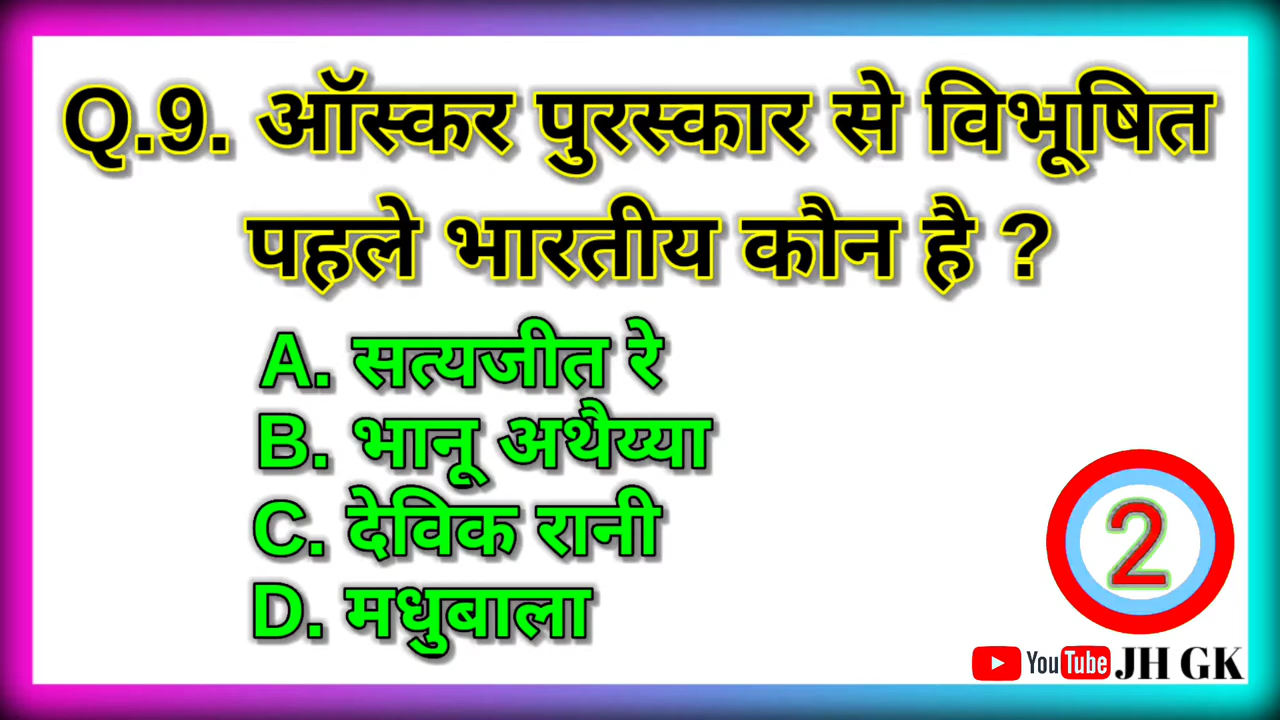 Q.9. ऑस्कर पुरस्कार से विभूषित
पहले भारतीय कौन है ?
A. सत्यजीत रे
B. भानू अथैय्या
C. देविक रानी
D. मधुबाला
2
YouTube JH GK